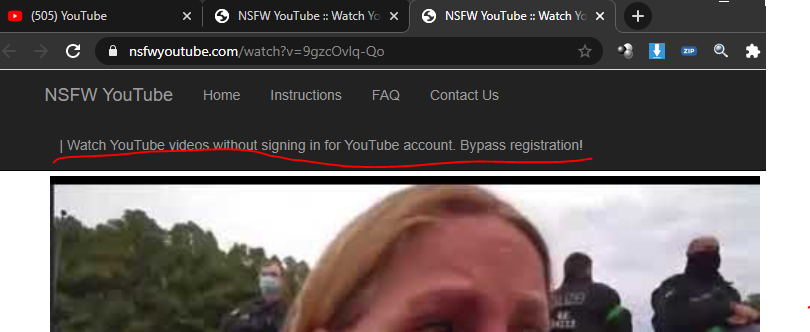 (505) YouTube
NSFW YouTube :: Watch Yo
NSFW YouTube :: Watch Yo
nsfwyoutube.com/watch?v=9gzcOvlq-Qo
ZIP
NSFW YouTube Home Instructions FAQ Contact Us
| Watch YouTube videos without signing in for YouTube account. Bypass registration!